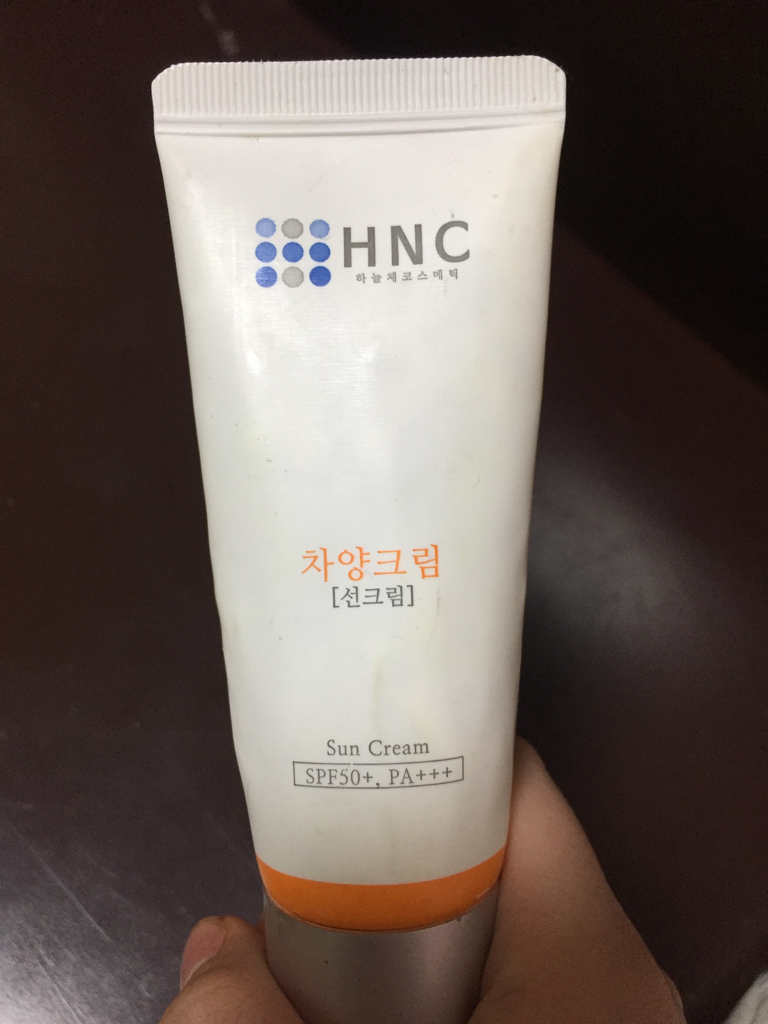 HNC
하늘체코스메틱
차양크림
[선크림]
Sun Cream
SPF50+, PA+++